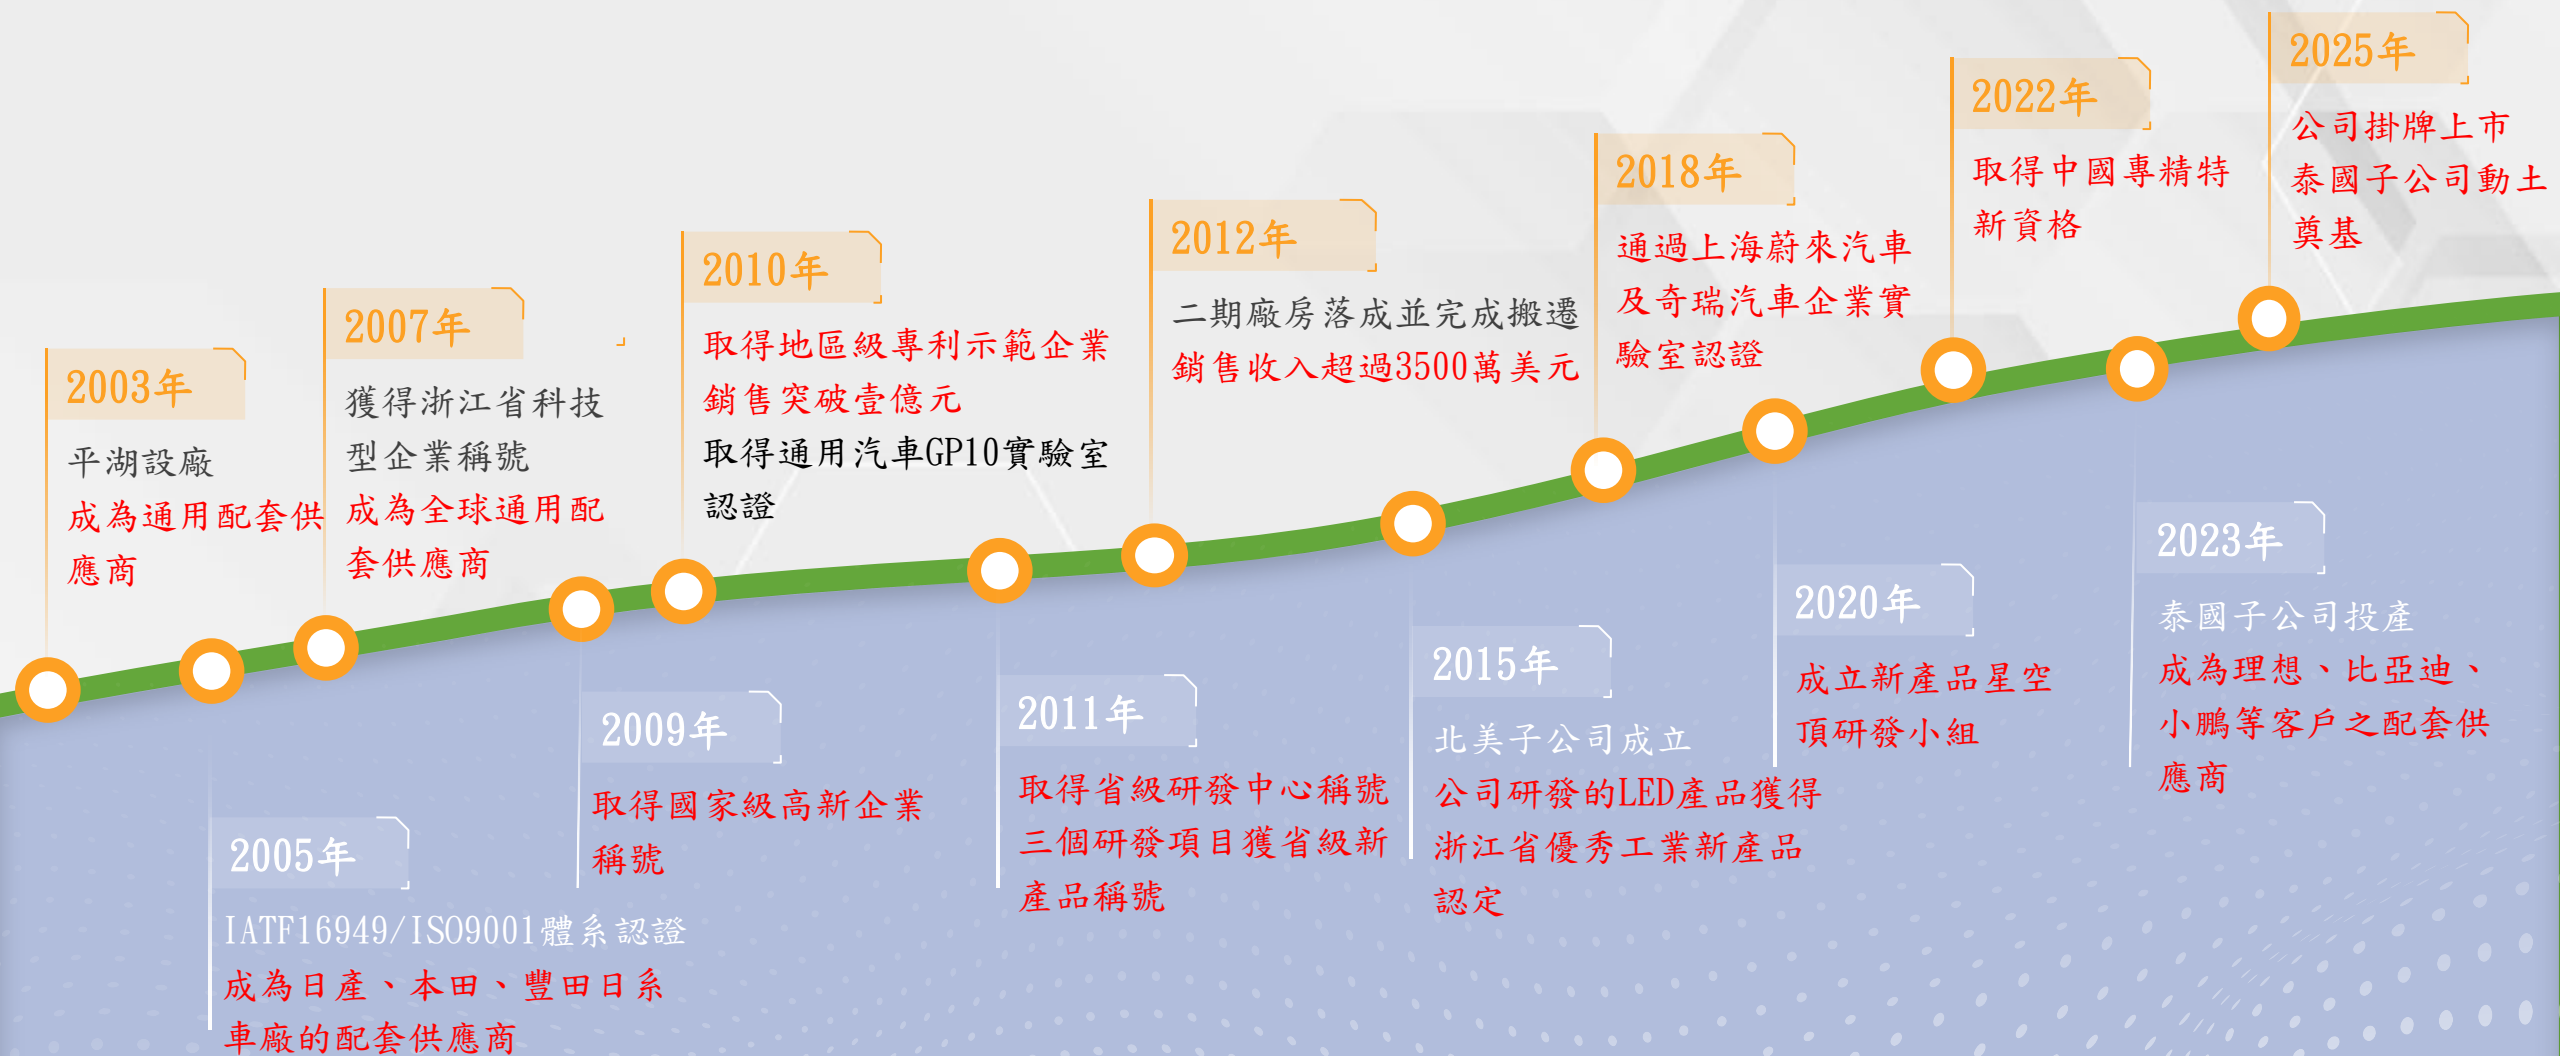 2003年
平湖設廠
成為通用配套供
應商
2005年
IATF16949/ISO9001體系認證
成為日產、本田、豐田日系
車廠的配套供應商
2007年
獲得浙江省科技
型企業稱號
成為全球通用配
套供應商
2009年
取得國家級高新企業
稱號
2010年
取得地區級專利示範企業
銷售突破壹億元
取得通用汽車GP10實驗室
認證
2011年
取得省級研發中心稱號
三個研發項目獲省級新
產品稱號
2012年
二期廠房落成並完成搬遷
銷售收入超過3500萬美元
2015年
北美子公司成立
公司研發的LED產品獲得
浙江省優秀工業新產品
認定
2018年
通過上海蔚來汽車
及奇瑞汽車企業實
驗室認證
2020年
成立新產品星空
頂研發小組
2022年
取得中國專精特
新資格
2023年
泰國子公司投產
成為理想、比亞迪、
小鵬等客戶之配套供
應商
2025年
公司掛牌上市
泰國子公司動土
奠基